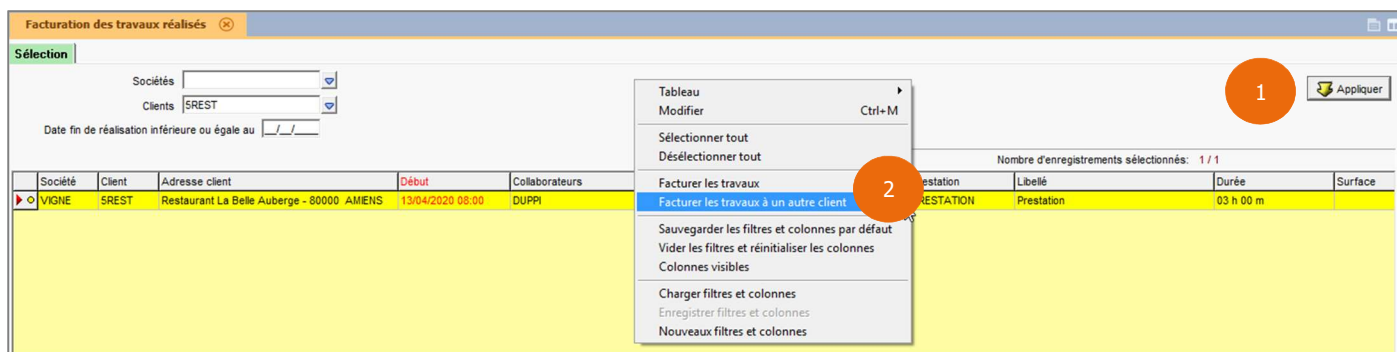 Facturation des travaux réalisés
Sélection
Sociétés
Clients 5REST
Date fin de réalisation inférieure ou égale au __/__/____
1
Appliquer
Tableau
Modifier Ctrl+M
Sélectionner tout
Désélectionner tout
Facturer les travaux
Facturer les travaux à un autre client
2
Sauvegarder les filtres et colonnes par défaut
Vider les filtres et réinitialiser les colonnes
Colonnes visibles
Charger filtres et colonnes
Enregistrer filtres et colonnes
Nouveaux filtres et colonnes
Nombre d'enregistrements sélectionnés: 1 / 1
Société Client Adresse client Début Collaborateurs estation Libellé Durée Surface
VIGNE 5REST Restaurant La Belle Auberge - 80000 AMIENS 13/04/2020 08:00 DUPPI RESTATION Prestation 03 h 00 m